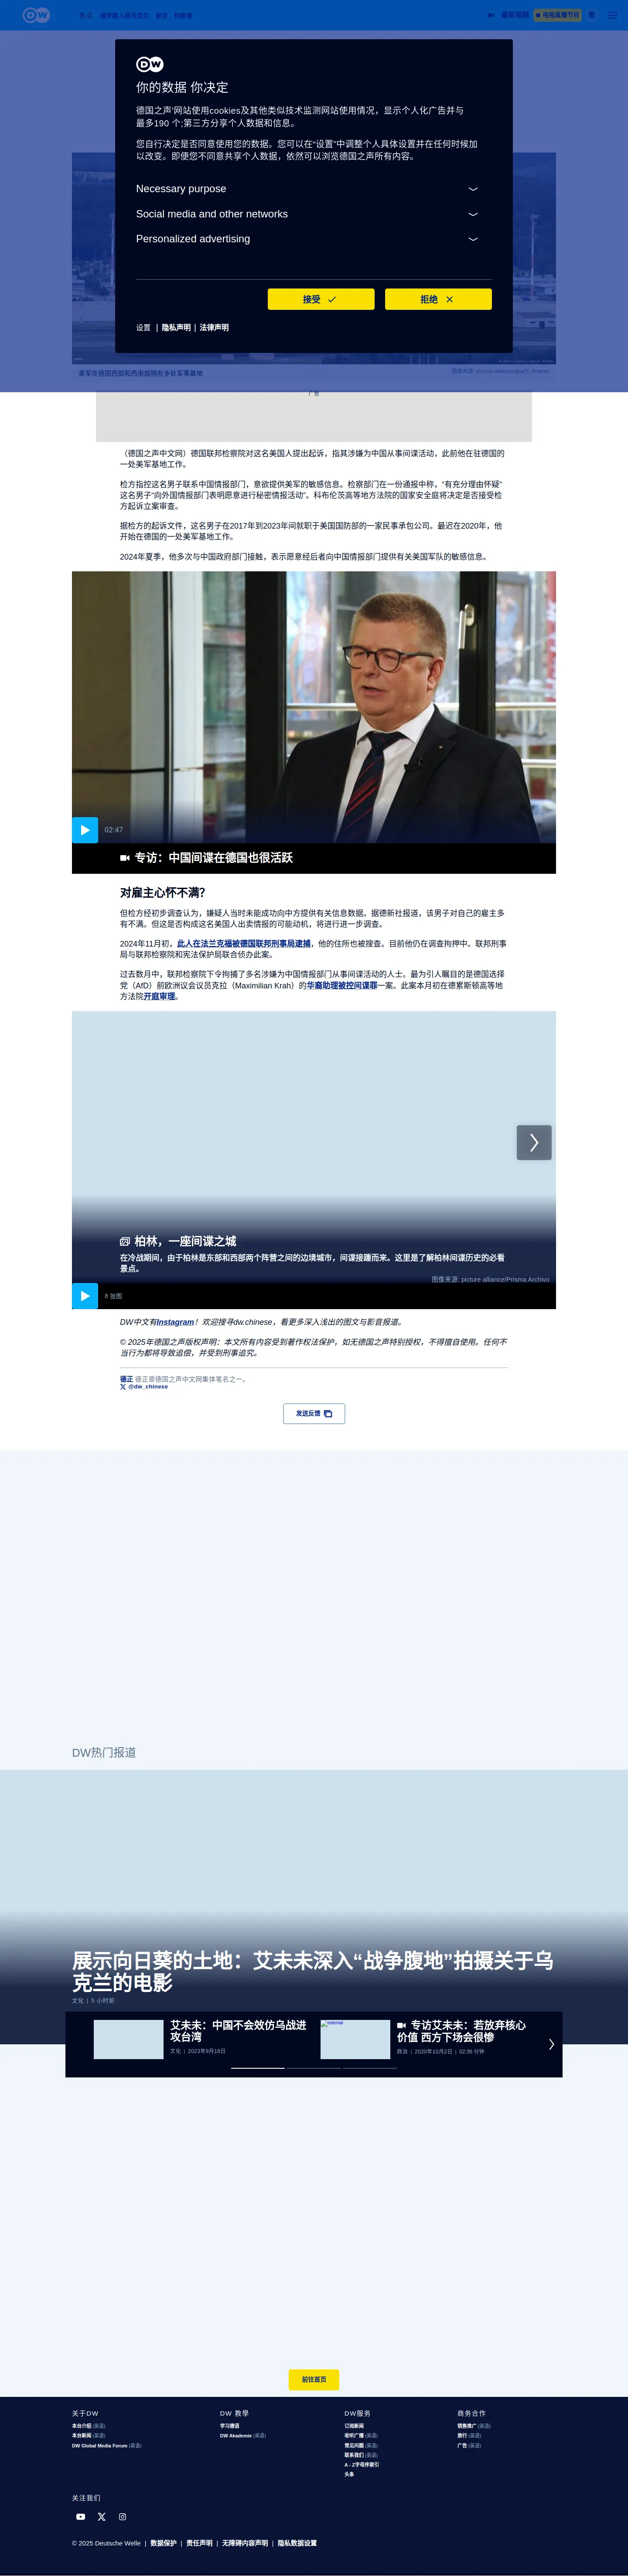 DW
热点
俄罗斯入侵乌克兰
最新视频
电视直播节目
繁
DW
你的数据 你决定
德国之声'网站使用cookies及其他类似技术监测网站使用情况，显示个人化广告并与
最多190 个;第三方分享个人数据和信息。
您自行决定是否同意使用您的数据。您可以在“设置”中调整个人具体设置并在任何时候加
以改变。即便您不同意共享个人数据，依然可以浏览德国之声所有内容。
Necessary purpose
Social media and other networks
Personalized advertising
接受
拒绝
设置 | 隐私声明 | 法律声明
美军在德国西部和西南部拥有多处军事基地
广告
（德国之声中文网）德国联邦检察院对这名美国人提出起诉，指其涉嫌为中国从事间谍活动，此前他在驻德国的
一处美军基地工作。
检方指控这名男子联系中国情报部门，意欲提供美军的敏感信息。检察部门在一份通报中称，“有充分理由怀疑”
这名男子“向外国情报部门表明愿意进行秘密情报活动”。科布伦茨高等地方法院的国家安全庭将决定是否接受检
方起诉立案审查。
据检方的起诉文件，这名男子在2017年到2023年间就职于美国国防部的一家民事承包公司。最迟在2020年，他
开始在德国的一处美军基地工作。
2024年夏季，他多次与中国政府部门接触，表示愿意经后者向中国情报部门提供有关美国军队的敏感信息。
02:47
专访：中国间谍在德国也很活跃
对雇主心怀不满？
但检方经初步调查认为，嫌疑人当时未能成功向中方提供有关信息数据。据德新社报道，该男子对自己的雇主多
有不满。但这是否构成这名美国人出卖情报的可能动机，将进行进一步调查。
2024年11月初，此人在法兰克福被德国联邦刑事局逮捕，他的住所也被搜查。目前他仍在调查拘押中。联邦刑事
局与联邦检察院和宪法保护局联合侦办此案。
过去数月中，联邦检察院下令拘捕了多名涉嫌为中国情报部门从事间谍活动的人士。最为引人瞩目的是德国选择
党（AfD）前欧洲议会议员克拉（Maximilian Krah）的华裔助理被控间谍罪一案。此案本月初在德累斯顿高等地
方法院开庭审理。
柏林，一座间谍之城
在冷战期间，由于柏林是东部和西部两个阵营之间的边境城市，间谍接踵而来。这里是了解柏林间谍历史的必看
景点。
图像来源: picture alliance/Prisma Archivo
8 张图
DW中文有Instagram！欢迎搜寻dw.chinese，看更多深入浅出的图文与影音报道。
© 2025年德国之声版权声明：本文所有内容受到著作权法保护，如无德国之声特别授权，不得擅自使用。任何不
当行为都将导致追偿，并受到刑事追究。
德正 德正是德国之声中文网集体笔名之一。
@dw_chinese
发送反馈
DW热门报道
展示向日葵的土地：艾未未深入“战争腹地”拍摄关于乌
克兰的电影
文化 | 5 小时前
艾未未：中国不会效仿乌战进
攻台湾
文化 | 2023年9月18日
external
专访艾未未：若放弃核心
价值 西方下场会很惨
政治 | 2020年10月2日 | 02:36 分钟
前往首页
关于DW
本台介绍 (英语)
本台新闻 (英语)
DW Global Media Forum (英语)
DW 教學
学习德语
DW Akademie (英语)
DW服务
订阅新闻
收听广播 (英语)
常见问题 (英语)
联系我们 (英语)
A - Z字母序索引
头条
商务合作
销售推广 (英语)
旅行 (英语)
广告 (英语)
关注我们
© 2025 Deutsche Welle | 数据保护 | 责任声明 | 无障碍内容声明 | 隐私数据设置